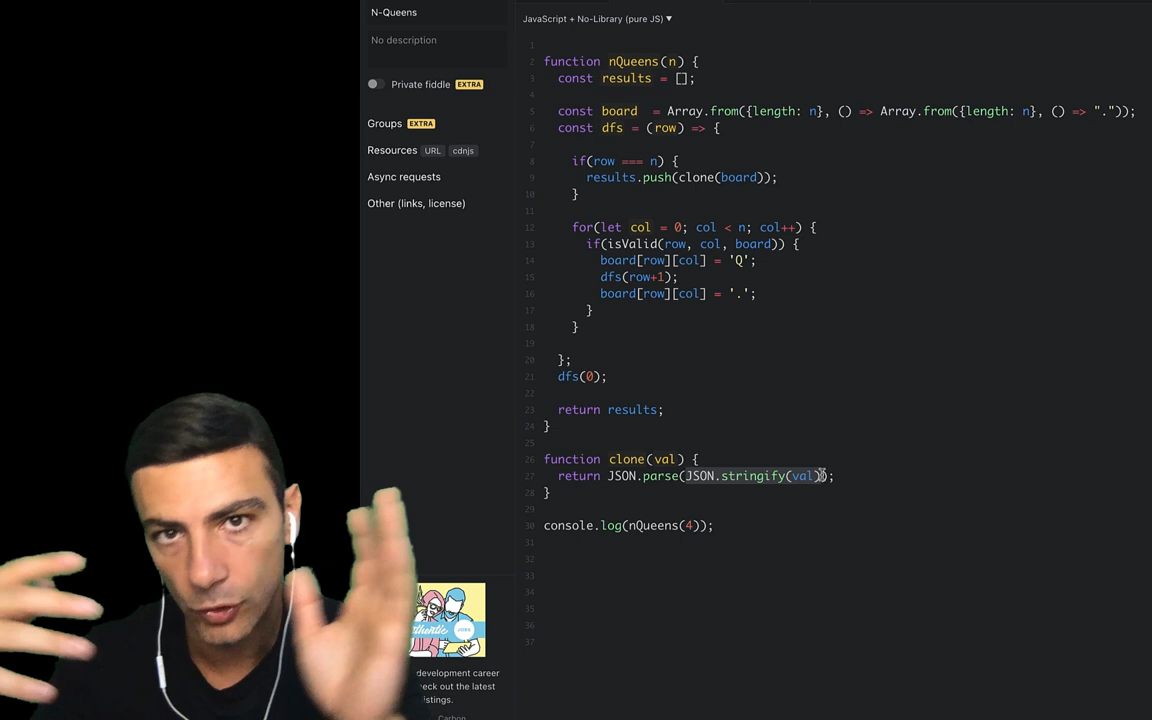 N-Queens
No description
Private fiddle EXTRA
Groups EXTRA
Resources URL cdnjs
Async requests
Other (links, license)
JOBS
development career
eck out the latest
listings.
Carbon
JavaScript + No-Library (pure JS) ▼
1
2 function nQueens(n) {
3 const results = [];
4
5 const board = Array.from({length: n}, () => Array.from({length: n}, () => "."));
6 const dfs = (row) => {
7
8 if(row === n) {
9 results.push(clone(board));
10 }
11
12 for(let col = 0; col < n; col++) {
13 if(isValid(row, col, board)) {
14 board[row][col] = 'Q';
15 dfs(row+1);
16 board[row][col] = '.';
17 }
18 }
19
20 };
21 dfs(0);
22
23 return results;
24 }
25
26 function clone(val) {
27 return JSON.parse(JSON.stringify(val));
28 }
29
30 console.log(nQueens(4));
31
32
33
34
35
36
37